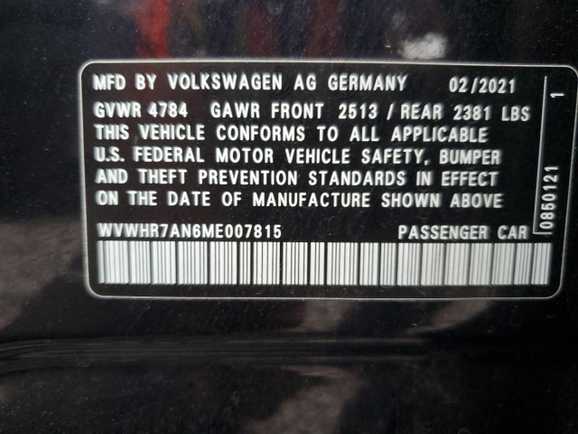 MFD BY VOLKSWAGEN AG GERMANY 02/2021
GVWR 4784 GAWR FRONT 2513 / REAR 2381 LBS
THIS VEHICLE CONFORMS TO ALL APPLICABLE
U.S. FEDERAL MOTOR VEHICLE SAFETY, BUMPER
AND THEFT PREVENTION STANDARDS IN EFFECT
ON THE DATE OF MANUFACTURE SHOWN ABOVE
WVWHR7AN6ME007815 PASSENGER CAR
0850121 1